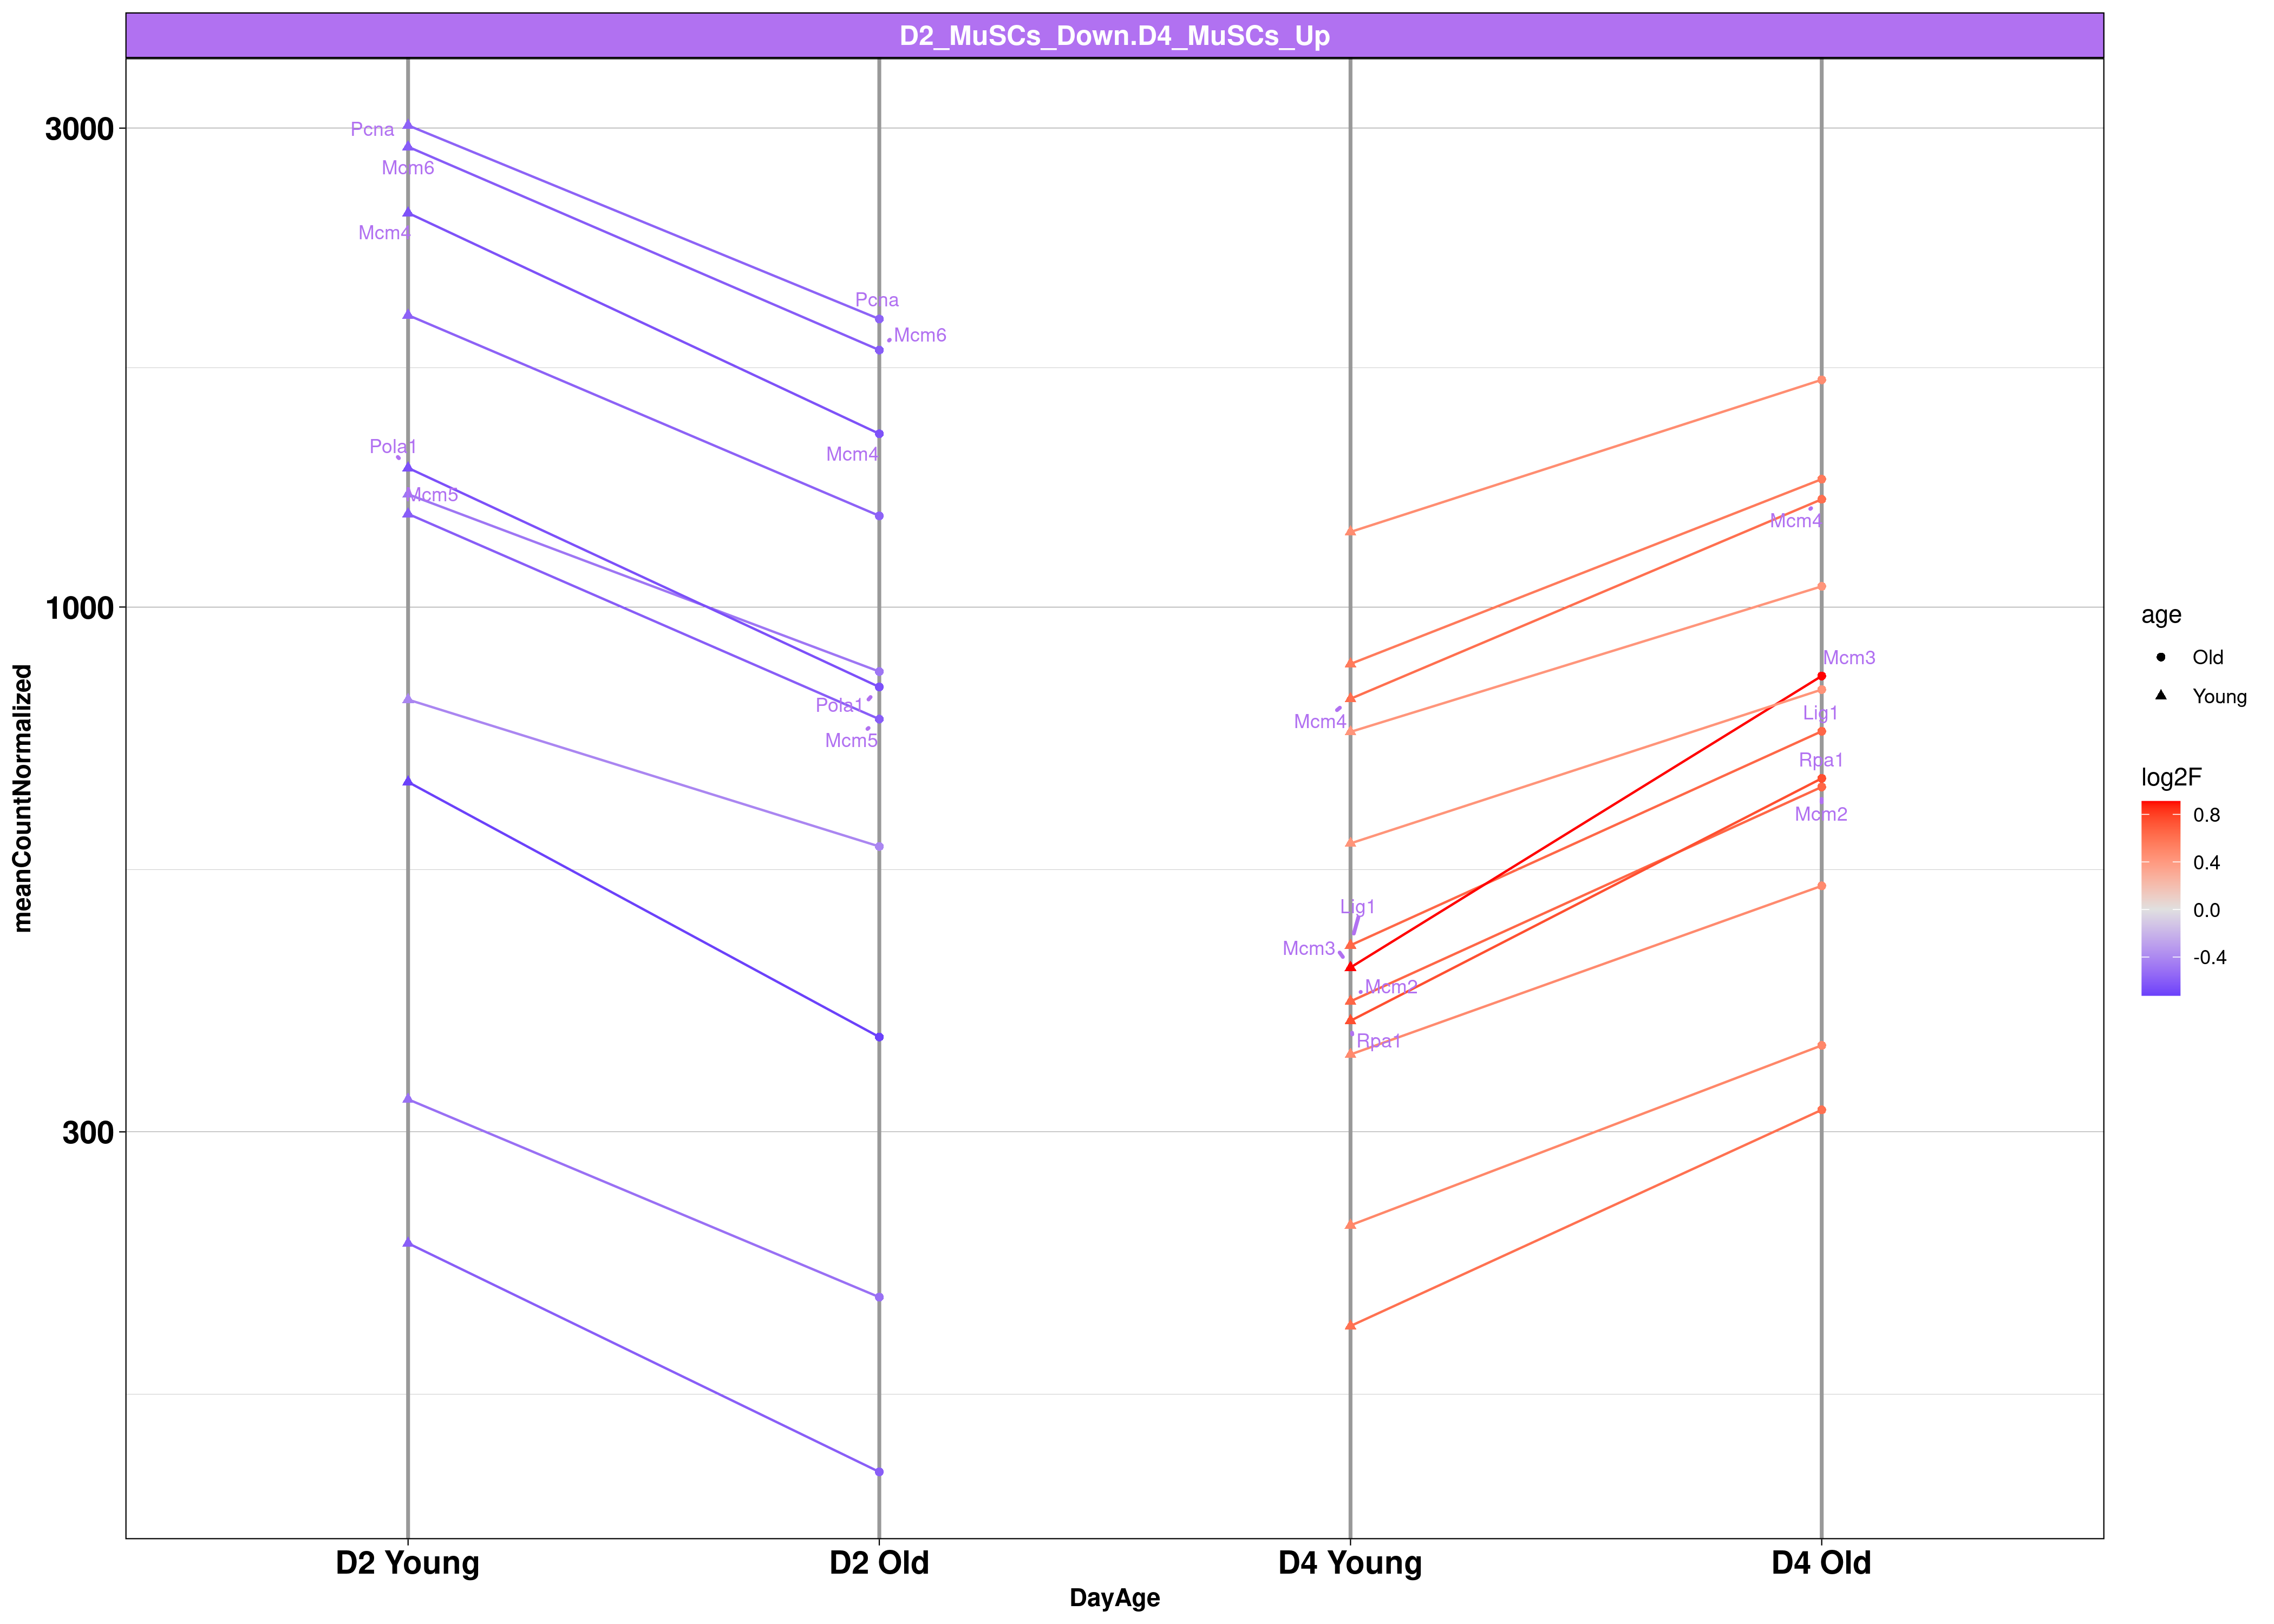 D2_MuSCs_Down.D4_MuSCs_Up
3000
1000
300
meanCountNormalized
Pcna
Mcm6
Mcm4
Pola1
Mcm5
Pcna
Mcm6
Mcm4
Pola1
Mcm5
Mcm4
Lig1
Mcm3
Mcm2
Rpa1
Mcm4
Mcm3
Lig1
Rpa1
Mcm2
D2 Young
D2 Old
D4 Young
D4 Old
DayAge
age
Old
Young
log2F
0.8
0.4
0.0
-0.4